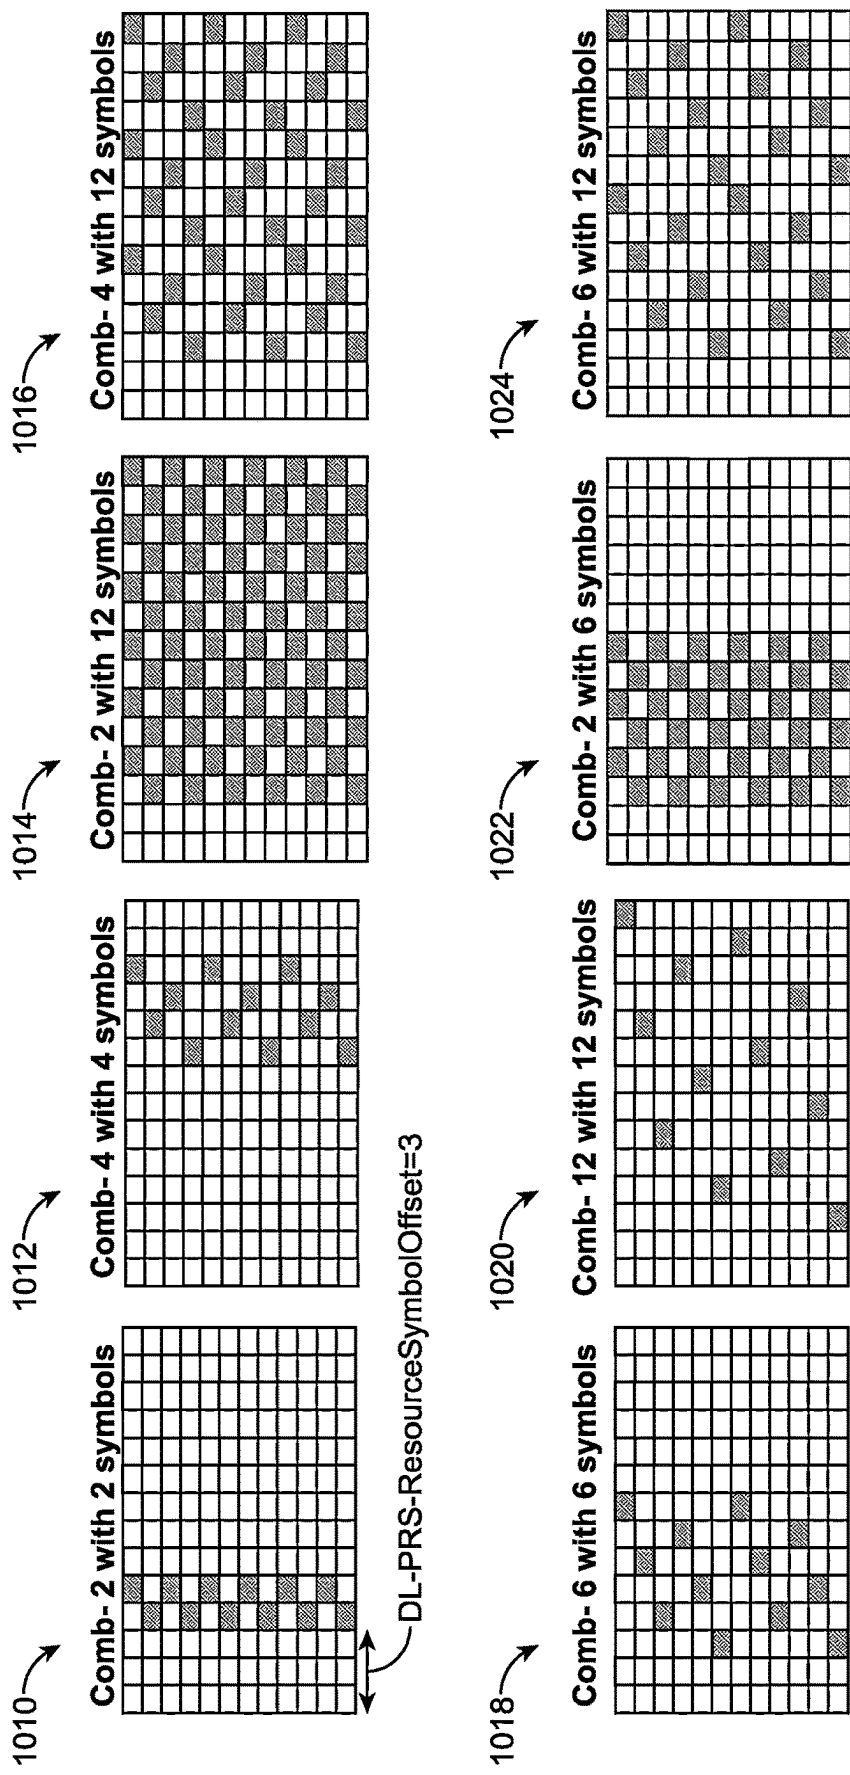 1010
Comb- 2 with 2 symbols
DL-PRS-ResourceSymbolOffset=3
1012
Comb- 4 with 4 symbols
1014
Comb- 2 with 12 symbols
1016
Comb- 4 with 12 symbols
1018
Comb- 6 with 6 symbols
1020
Comb- 12 with 12 symbols
1022
Comb- 2 with 6 symbols
1024
Comb- 6 with 12 symbols